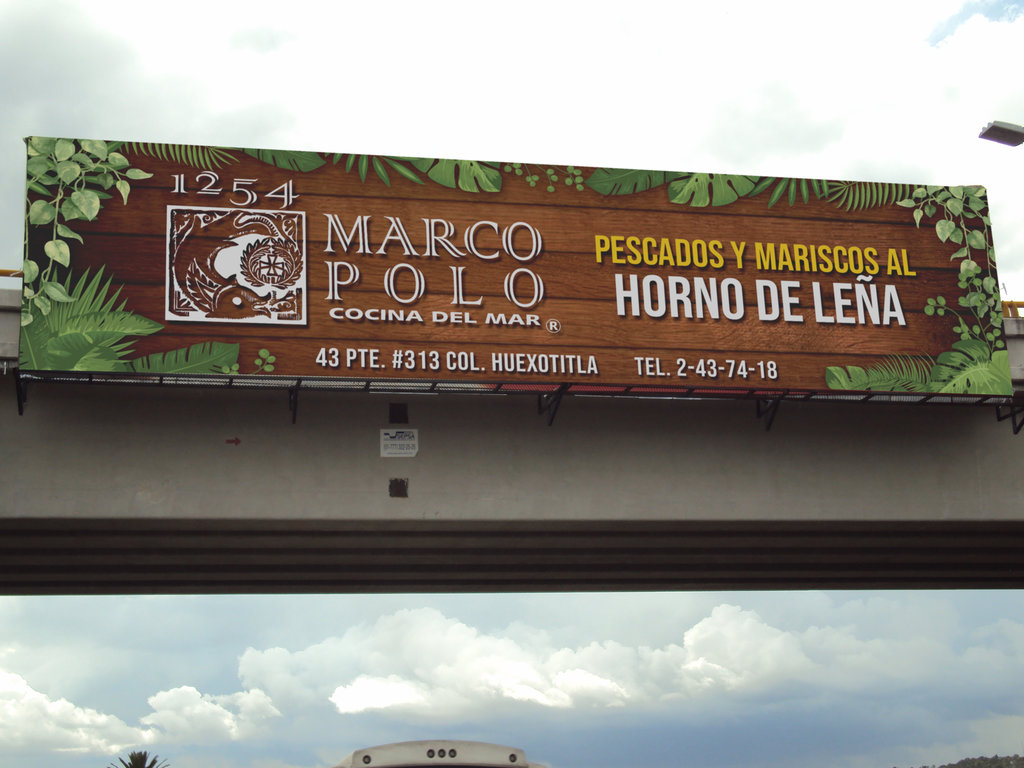 1254
MARCO
POLO
COCINA DEL MAR ®
PESCADOS Y MARISCOS AL
HORNO DE LEÑA
43 PTE. #313 COL. HUEXOTITLA TEL. 2-43-74-18